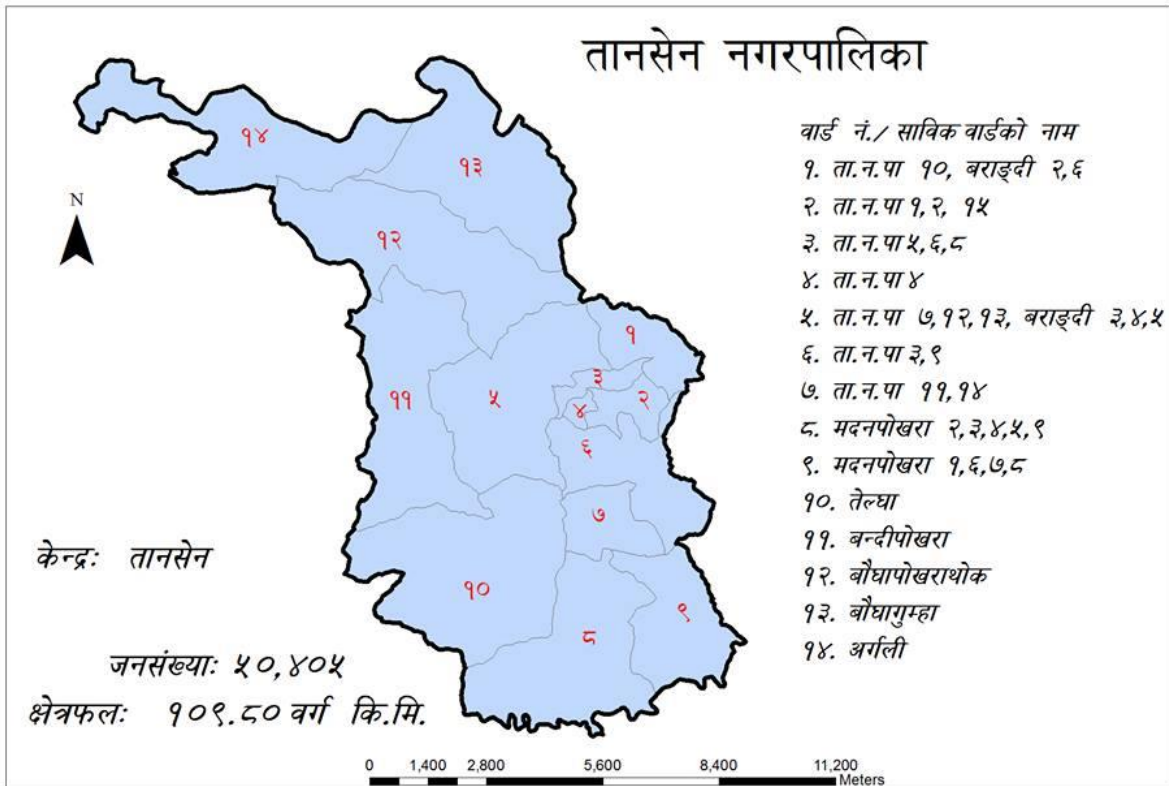 तानसेन नगरपालिका
वार्ड नं./ साविक वार्डको नाम
१. ता.न.पा १०, बराङ्दी २,६
२. ता.न.पा १,२, १५
३. ता.न.पा ५,६,८
४. ता.न.पा ४
५. ता.न.पा ७,१२,१३, बराङ्दी ३,४,५
६. ता.न.पा ३,९
७. ता.न.पा ११,१४
८. मदनपोखरा २,३,४,५,९
९. मदनपोखरा १,६,७,८
१०. तेल्घा
११. बन्दीपोखरा
१२. बौघापोखराथोक
१३. बौघागुम्हा
१४. अर्गली
N
१४
१३
१२
१
३
११
५
४
२
६
७
१०
८
९
केन्द्रः तानसेन
जनसंख्याः ५०,४०५
क्षेत्रफलः १०९.८० वर्ग कि.मि.
0 1,400 2,800 5,600 8,400 11,200
Meters